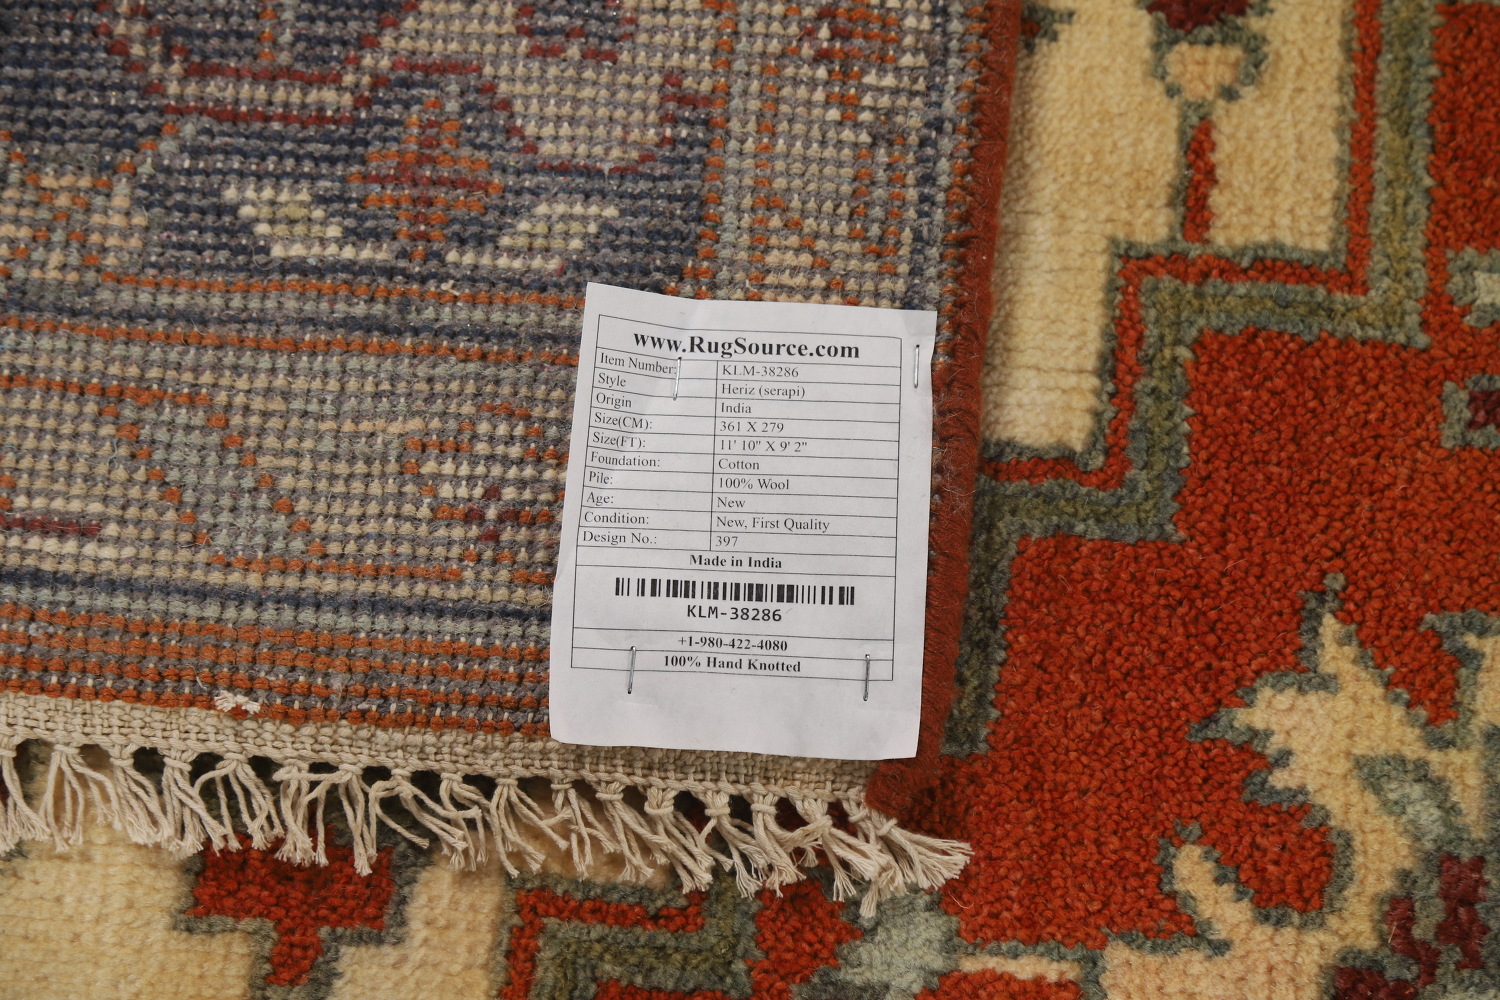 www.RugSource.com
Item Number: KLM-38286
Style Heriz (serapi)
Origin India
Size(CM): 361 X 279
Size(FT): 11' 10" X 9' 2"
Foundation: Cotton
Pile: 100% Wool
Age: New
Condition: New, First Quality
Design No.: 397
Made in India
KLM-38286
+1-980-422-4080
100% Hand Knotted